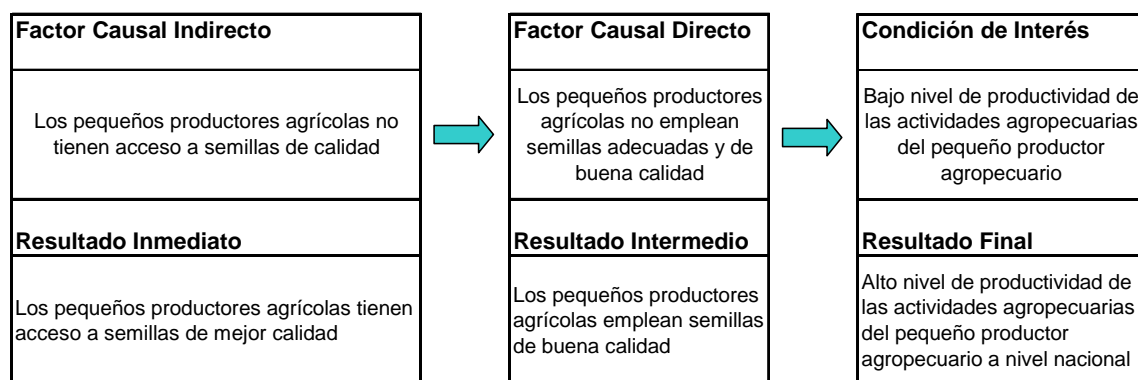 Factor Causal Indirecto
Los pequeños productores agrícolas no
tienen acceso a semillas de calidad
Resultado Inmediato
Los pequeños productores agrícolas tienen
acceso a semillas de mejor calidad
Factor Causal Directo
Los pequeños productores
agrícolas no emplean
semillas adecuadas y de
buena calidad
Resultado Intermedio
Los pequeños productores
agrícolas emplean semillas
de buena calidad
Condición de Interés
Bajo nivel de productividad de
las actividades agropecuarias
del pequeño productor
agropecuario
Resultado Final
Alto nivel de productividad de
las actividades agropecuarias
del pequeño productor
agropecuario a nivel nacional